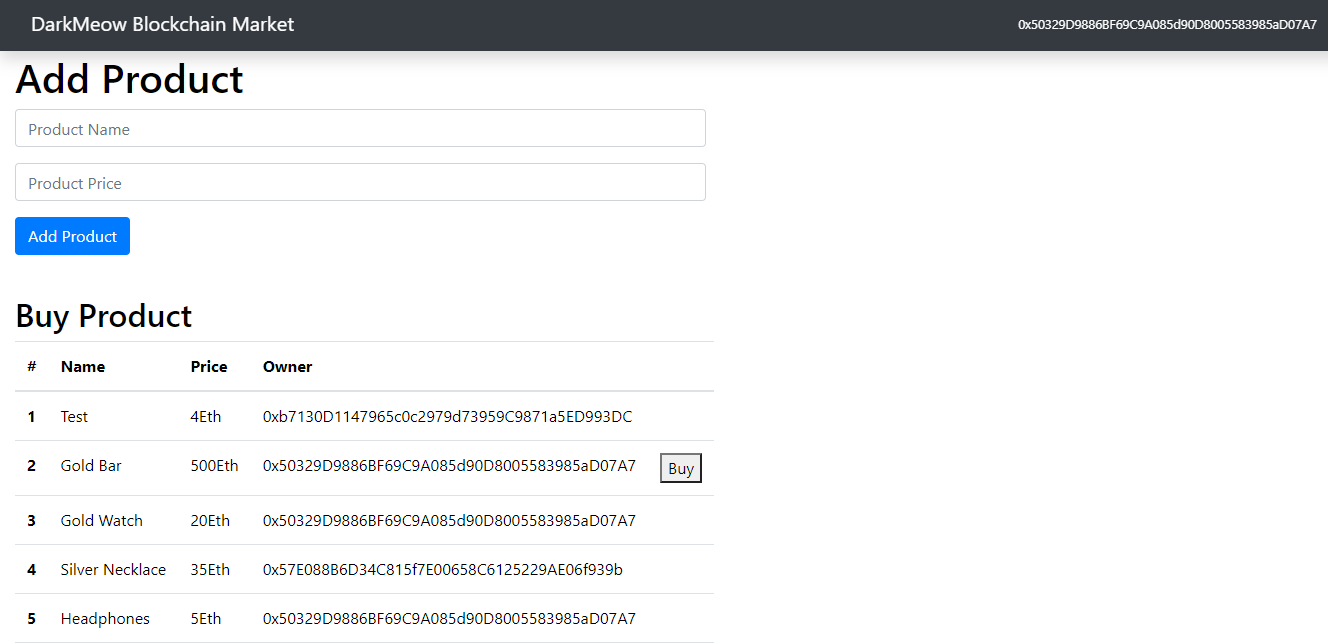 DarkMeow Blockchain Market 0x50329D9886BF69C9A085d90D8005583985aD07A7
Add Product
Product Name
Product Price
Add Product
Buy Product
# Name Price Owner
1 Test 4Eth 0xb7130D1147965c0c2979d73959C9871a5ED993DC
2 Gold Bar 500Eth 0x50329D9886BF69C9A085d90D8005583985aD07A7 Buy
3 Gold Watch 20Eth 0x50329D9886BF69C9A085d90D8005583985aD07A7
4 Silver Necklace 35Eth 0x57E088B6D34C815f7E00658C6125229AE06f939b
5 Headphones 5Eth 0x50329D9886BF69C9A085d90D8005583985aD07A7